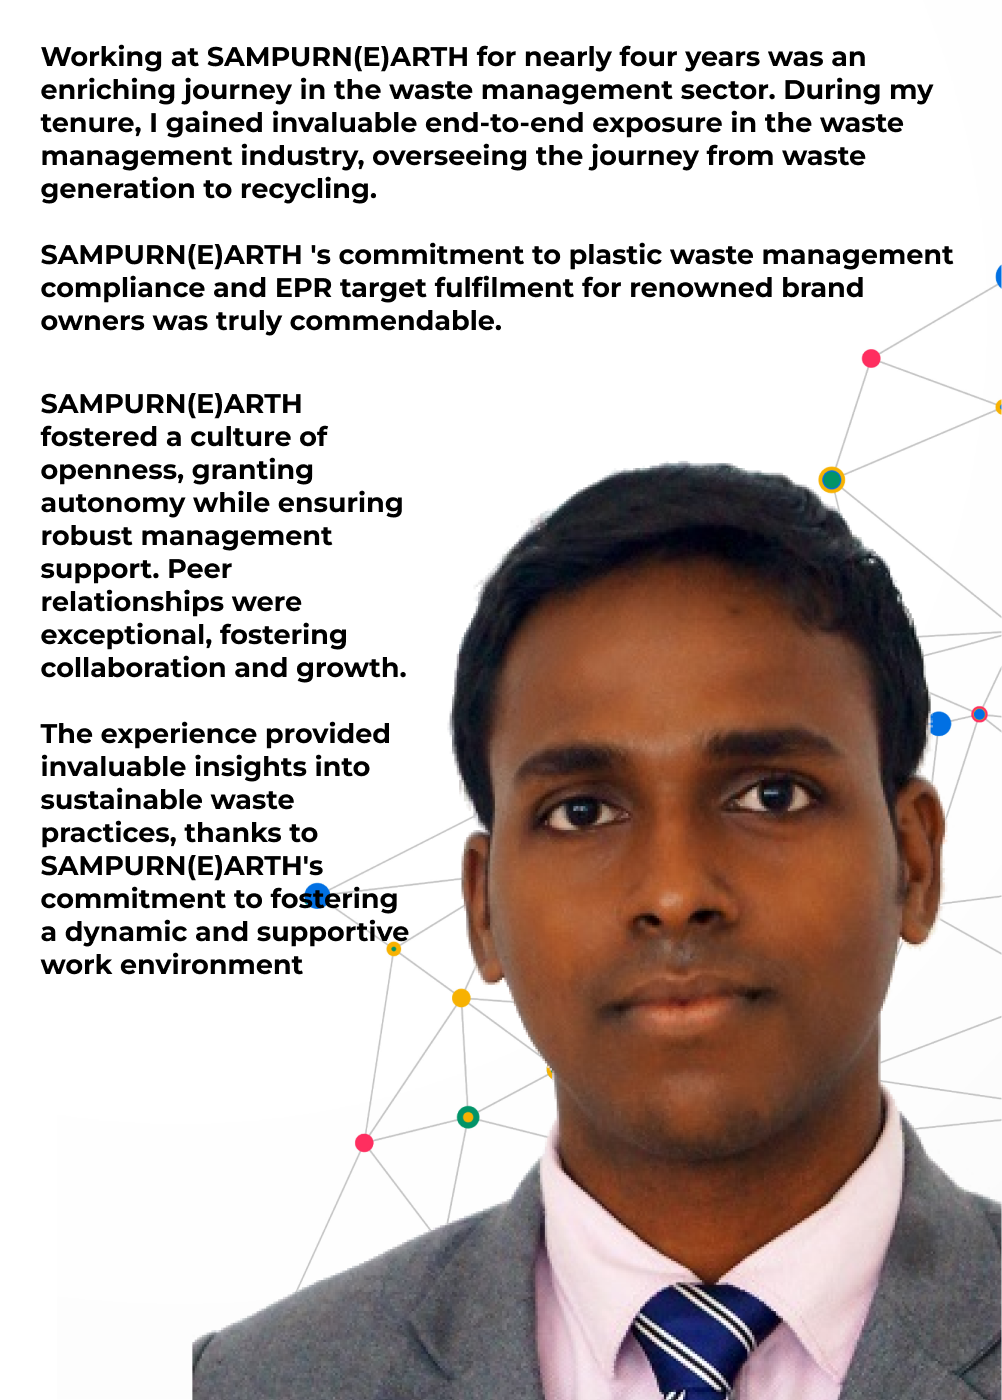 Working at SAMPURN(E)ARTH for nearly four years was an
enriching journey in the waste management sector. During my
tenure, I gained invaluable end-to-end exposure in the waste
management industry, overseeing the journey from waste
generation to recycling.
SAMPURN(E)ARTH 's commitment to plastic waste management
compliance and EPR target fulfilment for renowned brand
owners was truly commendable.
SAMPURN(E)ARTH
fostered a culture of
openness, granting
autonomy while ensuring
robust management
support. Peer
relationships were
exceptional, fostering
collaboration and growth.
The experience provided
invaluable insights into
sustainable waste
practices, thanks to
SAMPURN(E)ARTH's
commitment to fostering
a dynamic and supportive
work environment